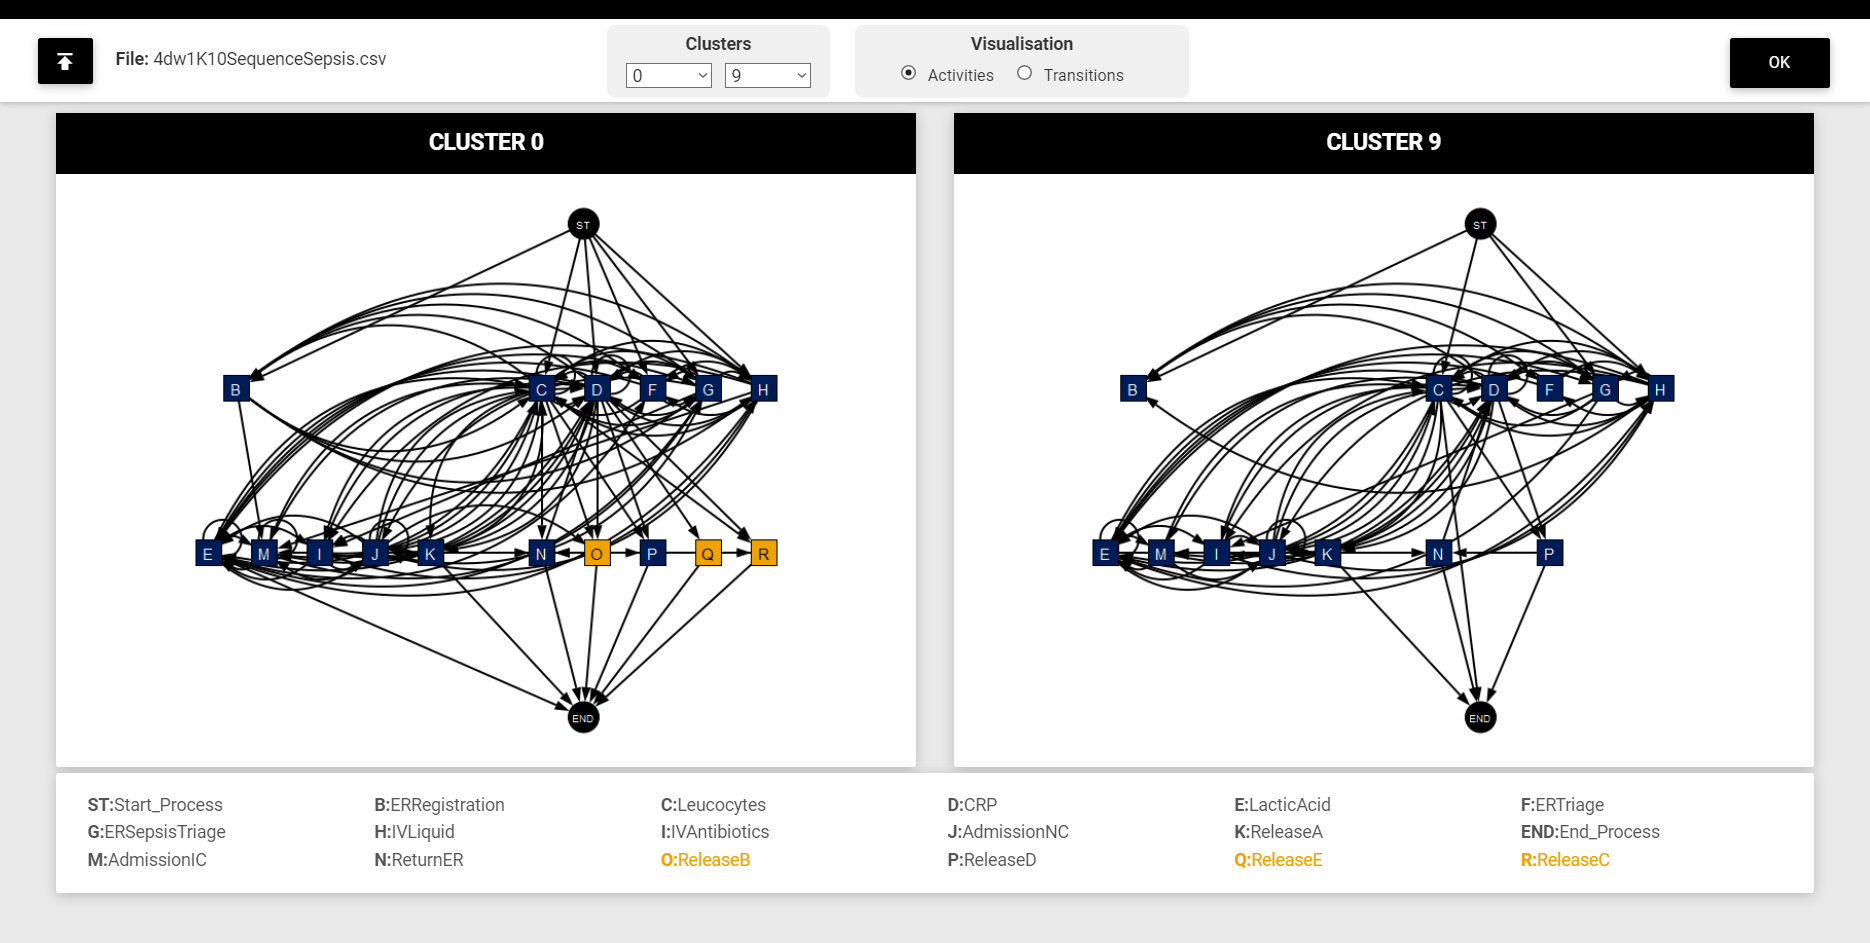 File: 4dw1K10SequenceSepsis.csv
Clusters
0 9
Visualisation
Activities Transitions
OK
CLUSTER 0
ST
B C D F G H
E M I J K N O P Q R
END
CLUSTER 9
ST
B C D F G H
E M I J K N P
END
ST:Start_Process B:ERRegistration C:Leucocytes D:CRP E:LacticAcid F:ERTriage
G:ERSepsisTriage H:IVLiquid I:IVAntibiotics J:AdmissionNC K:ReleaseA END:End_Process
M:AdmissionIC N:ReturnER O:ReleaseB P:ReleaseD Q:ReleaseE R:ReleaseC